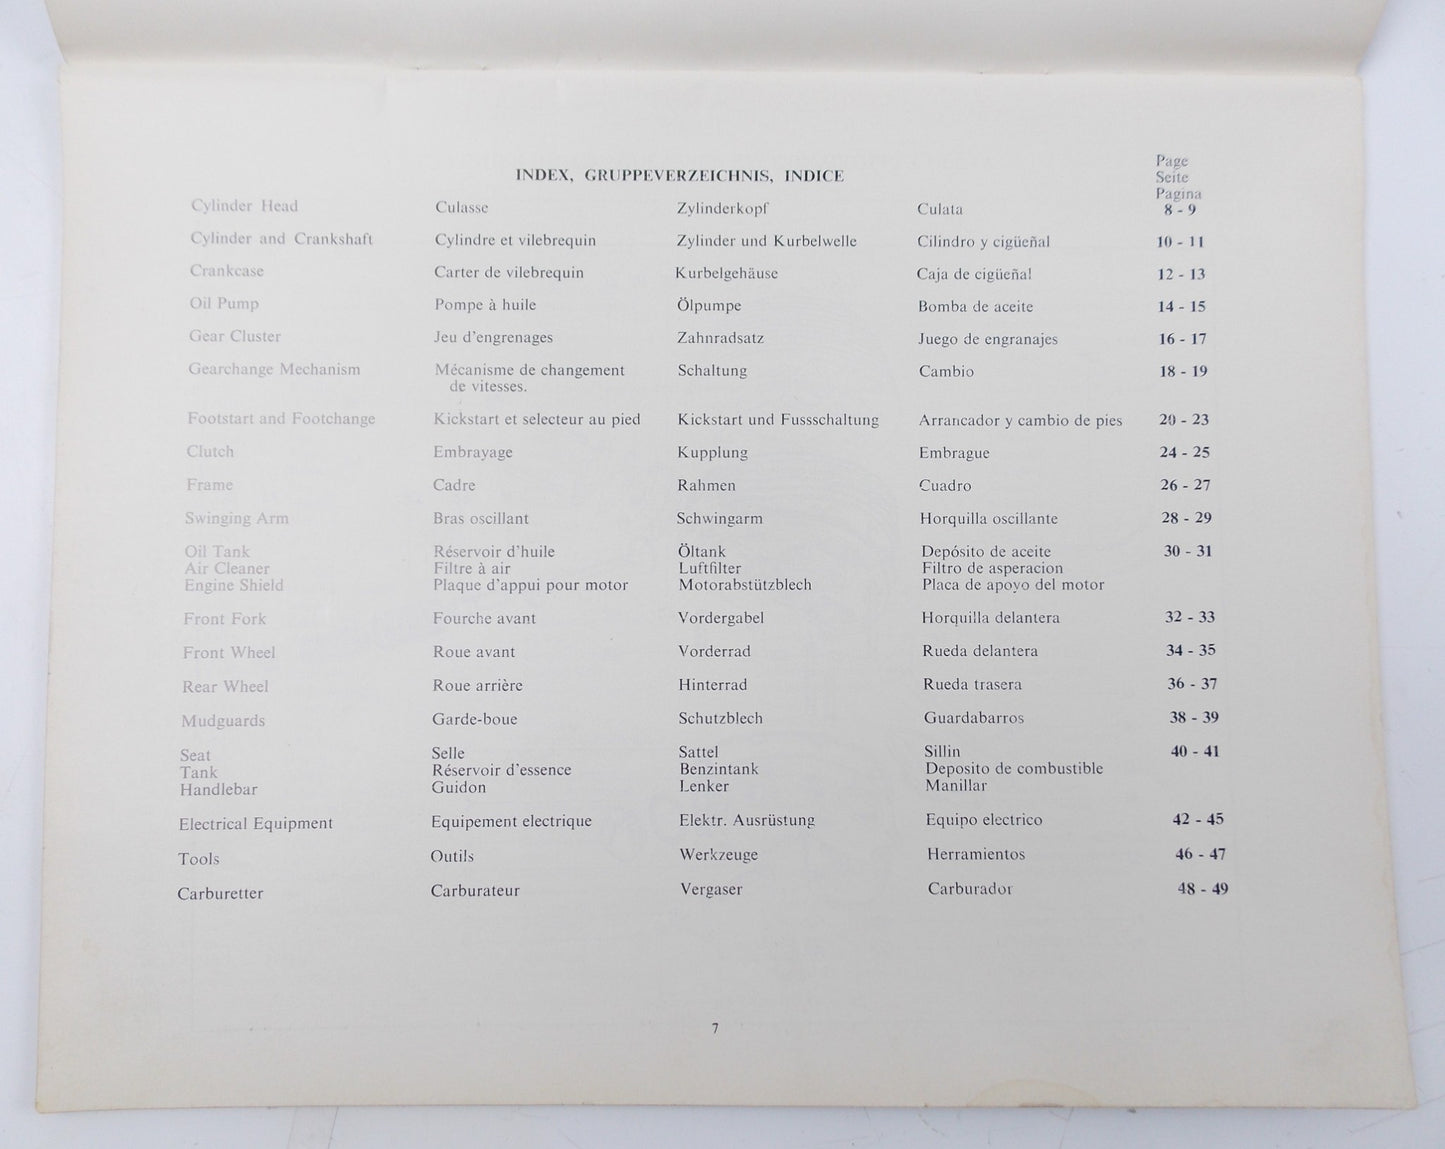 Page
INDEX, GRUPPEVERZEICHNIS, INDICE
Seite
Pagina
Cylinder Head Culasse Zylinderkopf Culata 8 - 9
Cylinder and Crankshaft Cylindre et vilebrequin Zylinder und Kurbelwelle Cilindro y cigüeñal 10 - 11
Crankcase Carter de vilebrequin Kurbelgehäuse Caja de cigüeñal 12 - 13
Oil Pump Pompe à huile Ölpumpe Bomba de aceite 14 - 15
Gear Cluster Jeu d'engrenages Zahnradsatz Juego de engranajes 16 - 17
Gearchange Mechanism Mécanisme de changement Schaltung Cambio 18 - 19
de vitesses.
Footstart and Footchange Kickstart et selecteur au pied Kickstart und Fussschaltung Arrancador y cambio de pies 20 - 23
Clutch Embrayage Kupplung Embrague 24 - 25
Frame Cadre Rahmen Cuadro 26 - 27
Swinging Arm Bras oscillant Schwingarm Horquilla oscillante 28 - 29
Oil Tank Réservoir d'huile Öltank Depósito de aceite 30 - 31
Air Cleaner Filtre à air Luftfilter Filtro de asperacion
Engine Shield Plaque d'appui pour motor Motorabstützblech Placa de apoyo del motor
Front Fork Fourche avant Vordergabel Horquilla delantera 32 - 33
Front Wheel Roue avant Vorderrad Rueda delantera 34 - 35
Rear Wheel Roue arrière Hinterrad Rueda trasera 36 - 37
Mudguards Garde-boue Schutzblech Guardabarros 38 - 39
Seat Selle Sattel Sillin 40 - 41
Tank Réservoir d'essence Benzintank Deposito de combustible
Handlebar Guidon Lenker Manillar
Electrical Equipment Equipement electrique Elektr. Ausrüstung Equipo electrico 42 - 45
Tools Outils Werkzeuge Herramientos 46 - 47
Carburetter Carburateur Vergaser Carburador 48 - 49
7